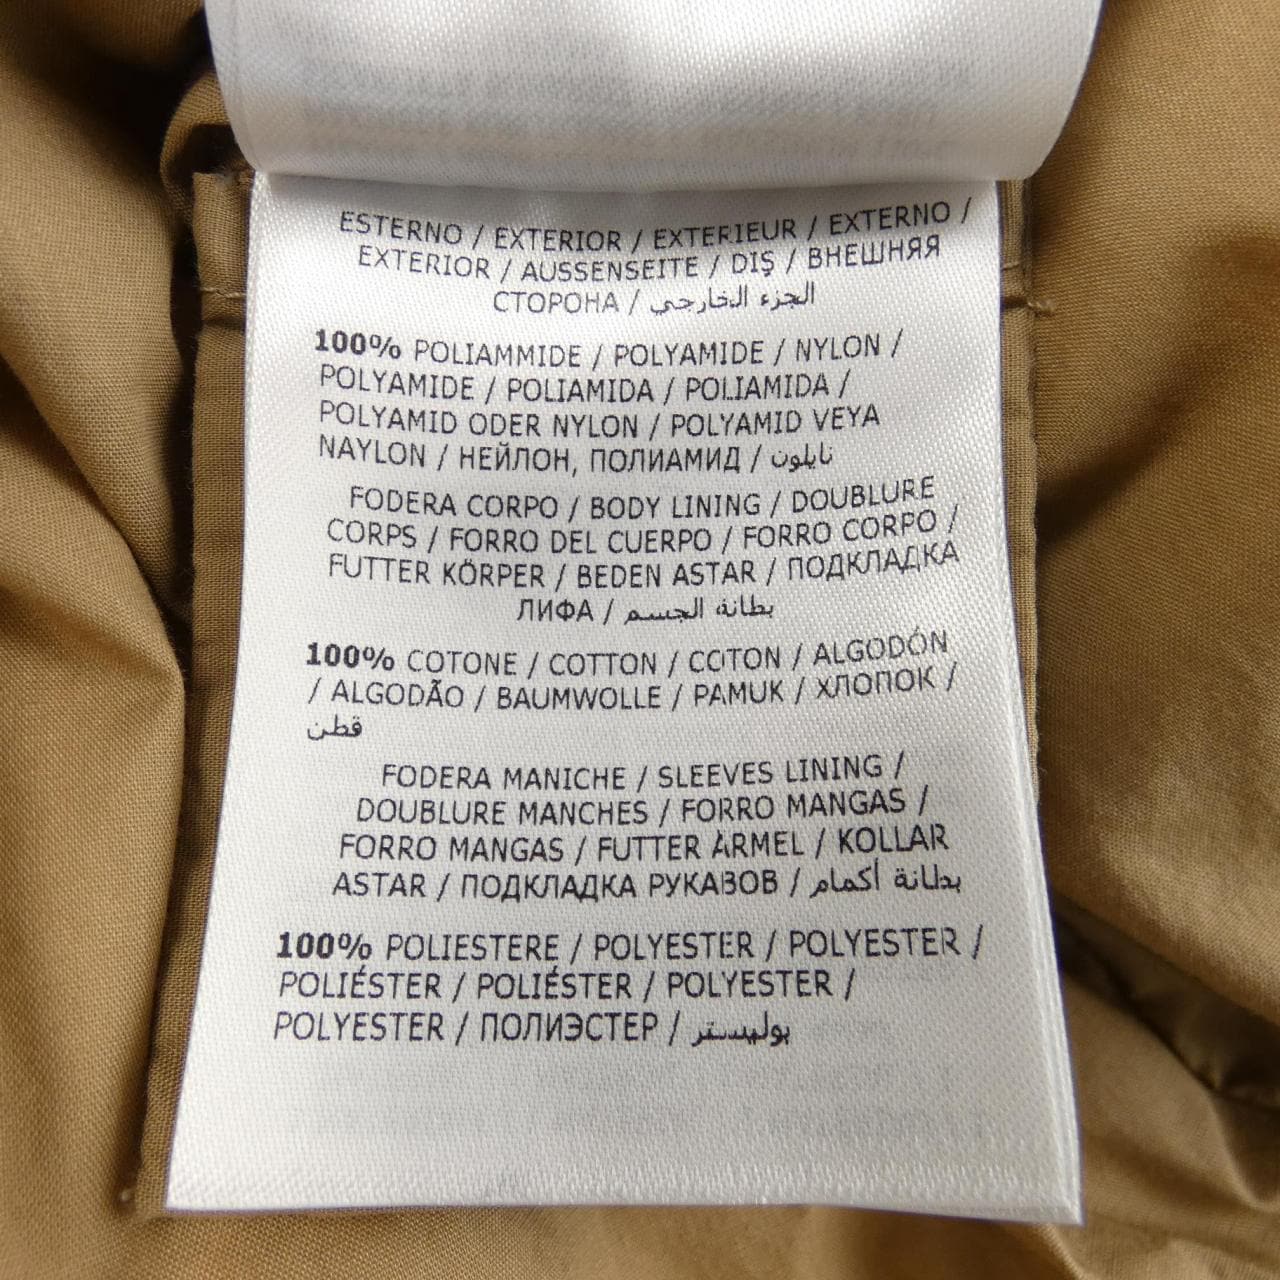 ESTERNO / EXTERIOR / EXTERIEUR / EXTERNO /
EXTERIOR / AUSSENSEITE / DIŞ / ВНЕШНЯЯ
СТОРОНА / الجزء الخارجي
100% POLIAMMIDE / POLYAMIDE / NYLON /
POLYAMIDE / POLIAMIDA / POLIAMIDA /
POLYAMID ODER NYLON / POLYAMID VEYA
NAYLON / НЕЙЛОН, ПОЛИАМИД / نايلون
FODERA CORPO / BODY LINING / DOUBLURE
CORPS / FORRO DEL CUERPO / FORRO CORPO /
FUTTER KÖRPER / BEDEN ASTAR / ПОДКЛАДКА
ЛИФА / بطانة الجسم
100% COTONE / COTTON / COTON / ALGODÓN
/ ALGODÃO / BAUMWOLLE / PAMUK / ХЛОПОК /
قطن
FODERA MANICHE / SLEEVES LINING /
DOUBLURE MANCHES / FORRO MANGAS /
FORRO MANGAS / FUTTER ÄRMEL / KOLLAR
ASTAR / ПОДКЛАДКА РУКАВОВ / بطانة أكمام
100% POLIESTERE / POLYESTER / POLYESTER /
POLIÉSTER / POLIÉSTER / POLYESTER /
POLYESTER / ПОЛИЭСТЕР / بوليستر